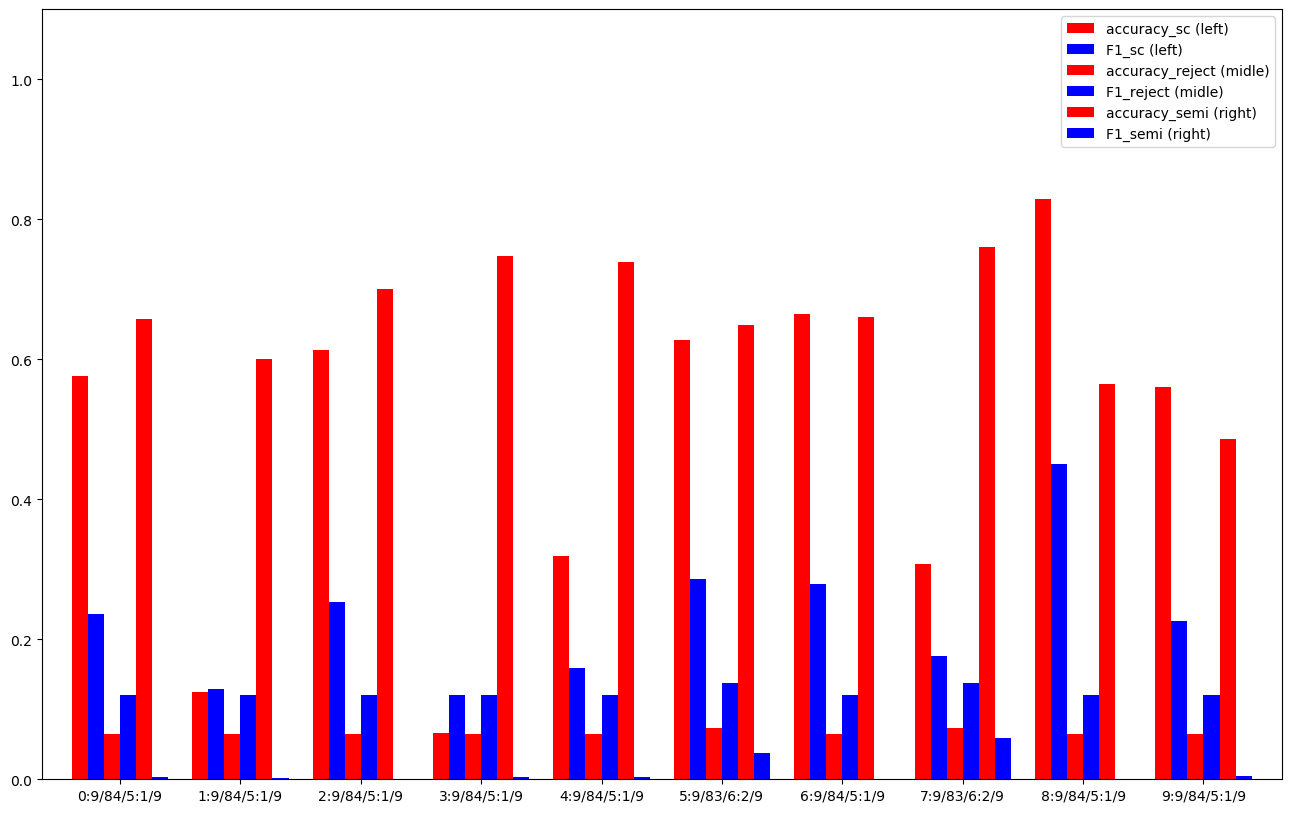 accuracy_sc (left)
F1_sc (left)
accuracy_reject (midle)
F1_reject (midle)
accuracy_semi (right)
F1_semi (right)
1.0
0.8
0.6
0.4
0.2
0.0
0:9/84/5:1/9 1:9/84/5:1/9 2:9/84/5:1/9 3:9/84/5:1/9 4:9/84/5:1/9 5:9/83/6:2/9 6:9/84/5:1/9 7:9/83/6:2/9 8:9/84/5:1/9 9:9/84/5:1/9